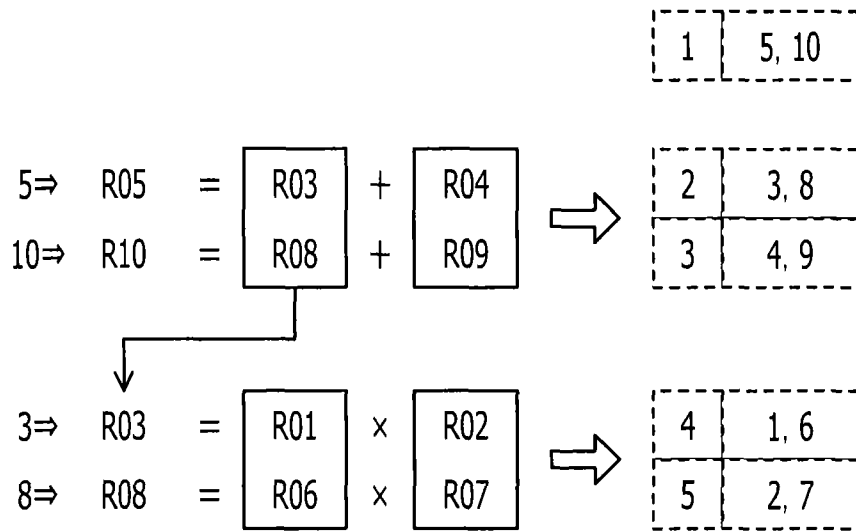 1 5, 10
5⇒ R05 = R03 + R04 2 3, 8
10⇒ R10 = R08 + R09 3 4, 9
3⇒ R03 = R01 × R02 4 1, 6
8⇒ R08 = R06 × R07 5 2, 7